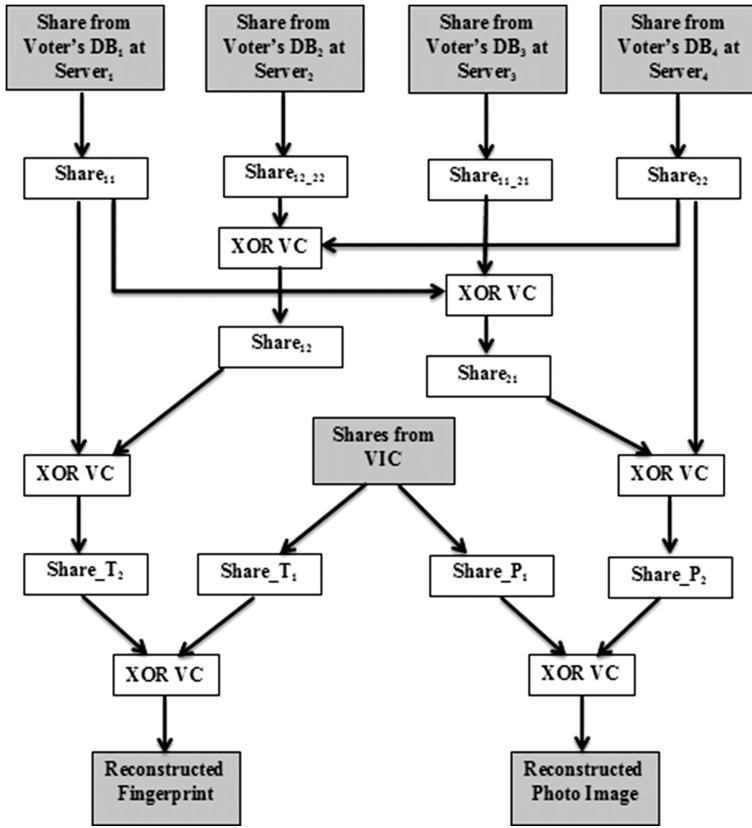 Share from
Voter's DB₁ at
Server₁
Share from
Voter's DB₂ at
Server₂
Share from
Voter's DB₃ at
Server₃
Share from
Voter's DB₄ at
Server₄
Share₁₁
Share₁₂_₂₂
Share₁₁_₂₁
Share₂₂
XOR VC
XOR VC
Share₁₂
Share₂₁
Shares from
VIC
XOR VC
XOR VC
Share_T₂
Share_T₁
Share_P₁
Share_P₂
XOR VC
XOR VC
Reconstructed
Fingerprint
Reconstructed
Photo Image